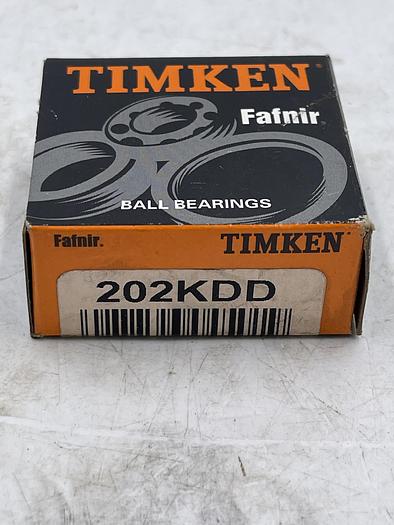 TIMKEN
Fafnir
BALL BEARINGS
Fafnir. TIMKEN
202KDD